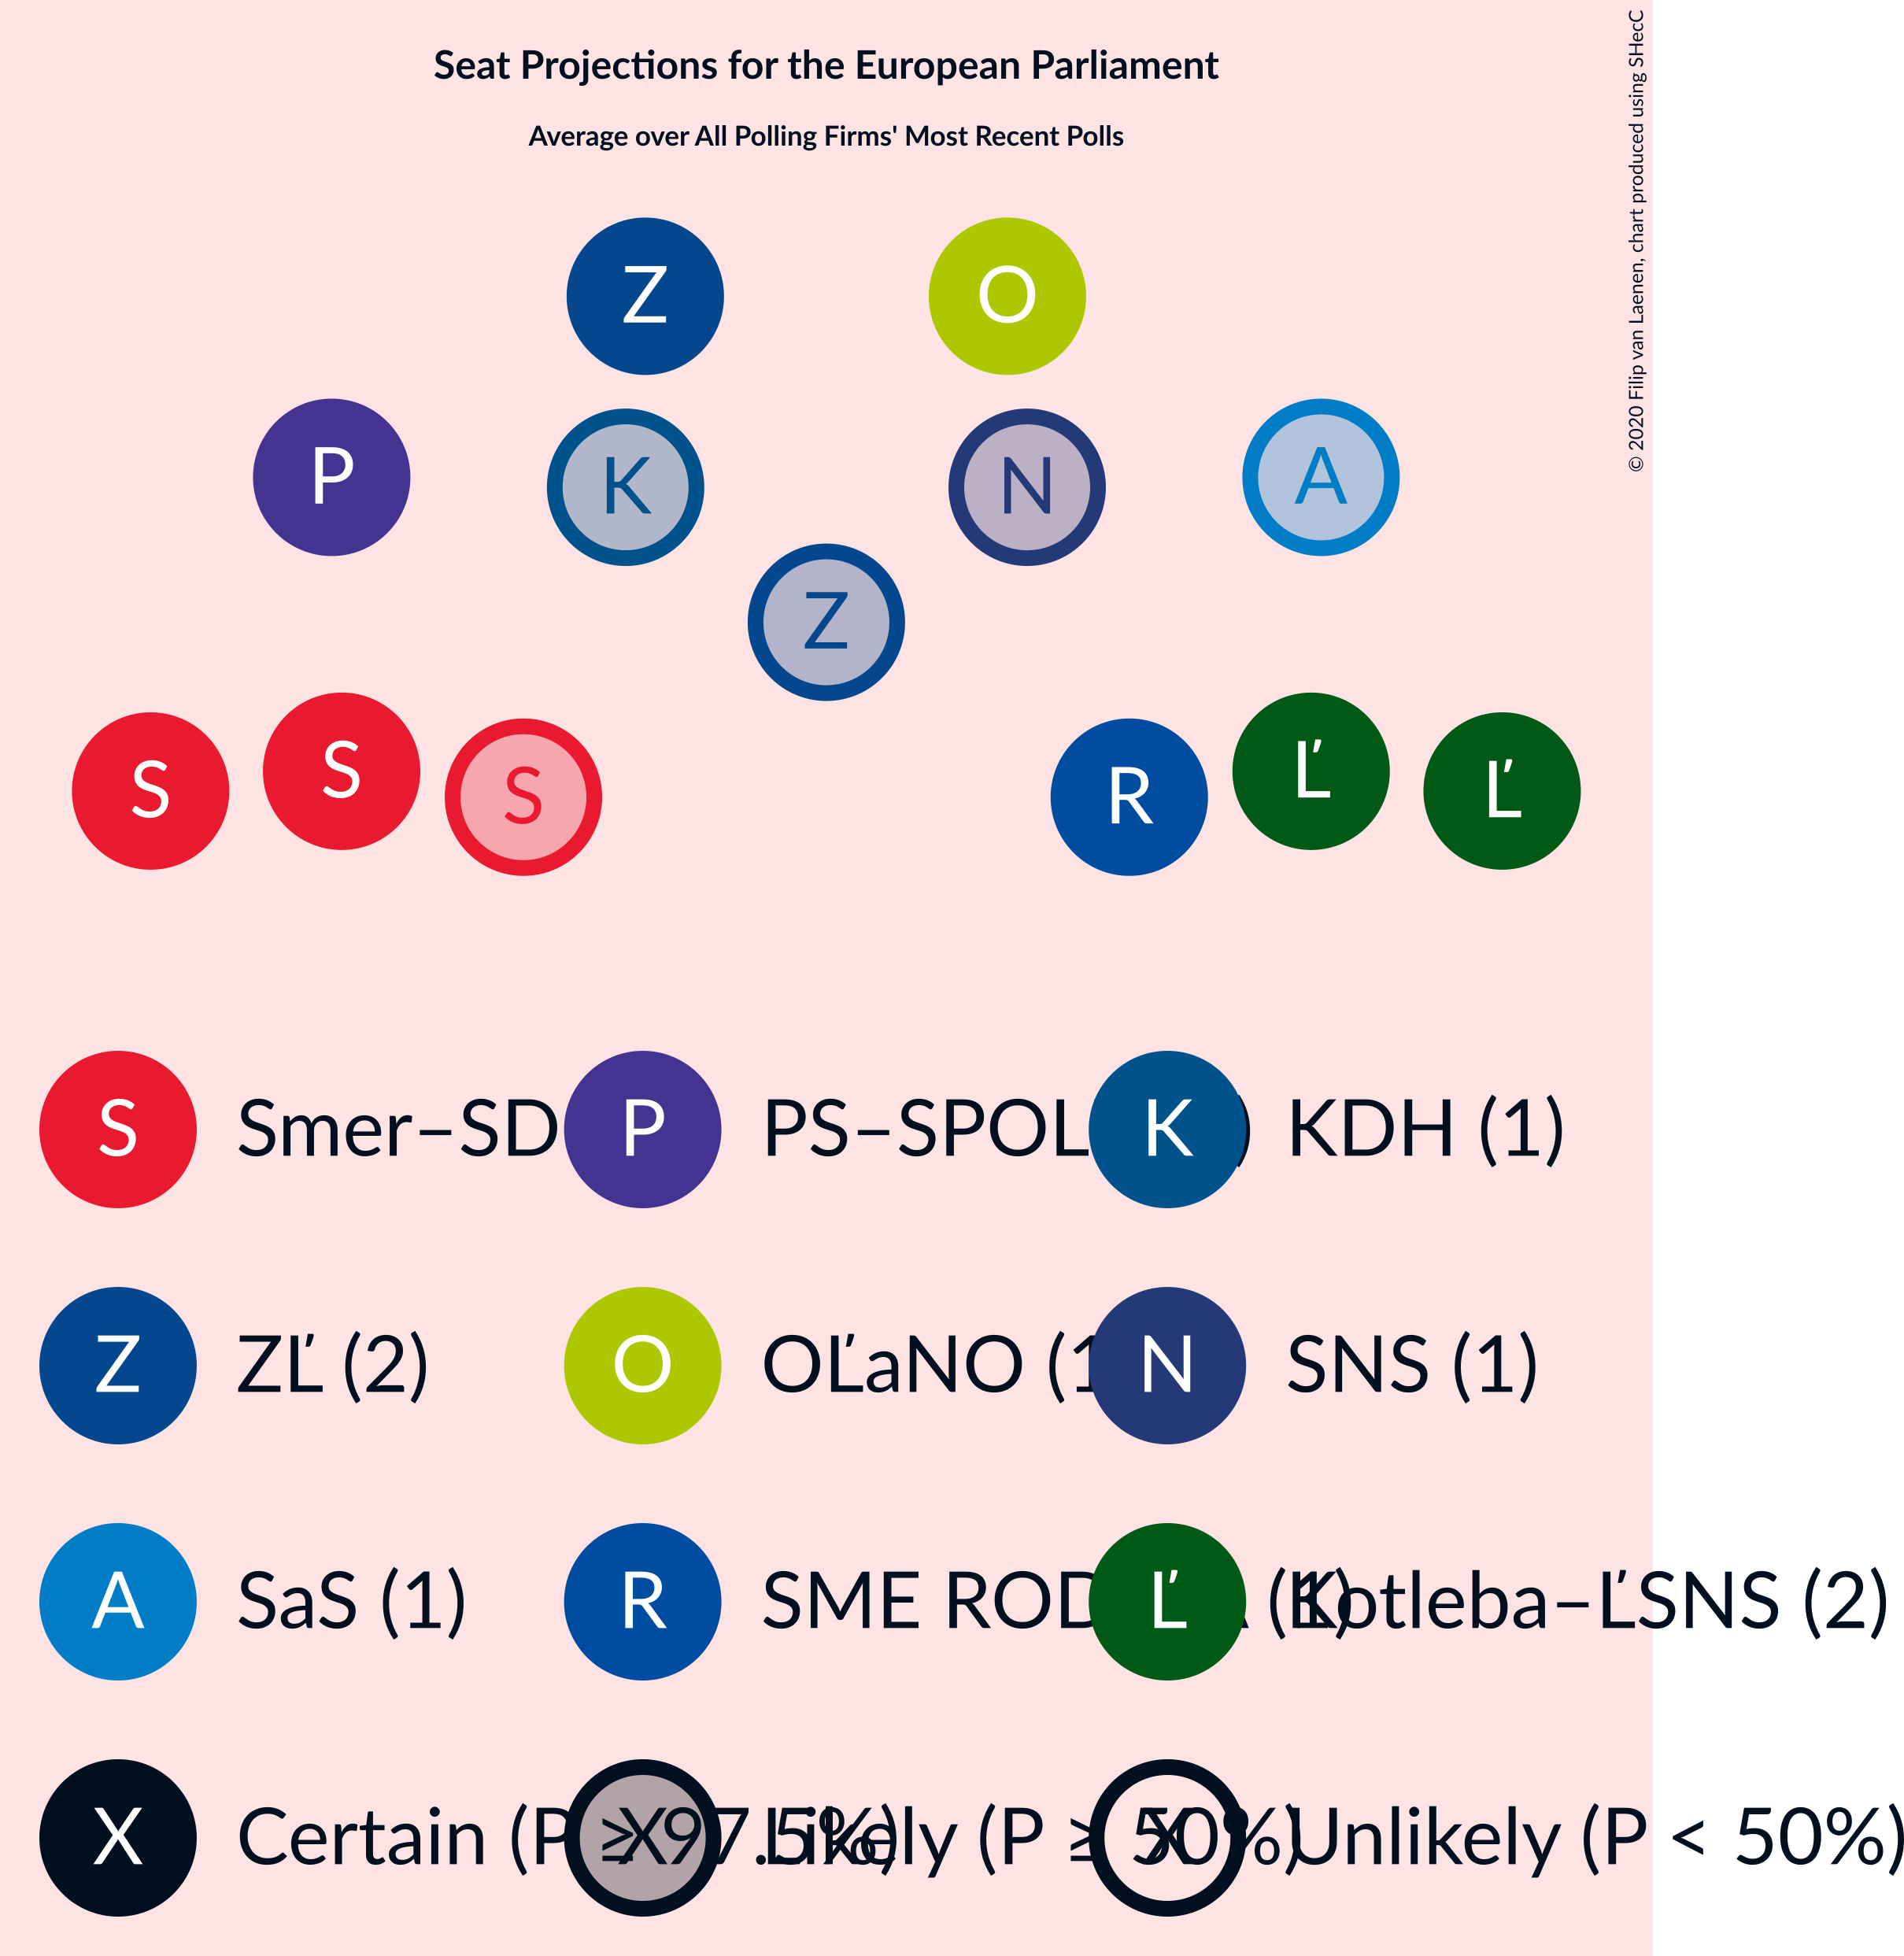 Seat Projections for the European Parliament
Average over All Polling Firms' Most Recent Polls
© 2020 Filip van Laenen, chart produced using SHecC
Z O
P K N A
Z
S S S R Ľ Ľ
S Smer–SD P PS–SPOL K KDH (1)
Z ZĽ (2) O OĽaNO (1 N SNS (1)
A SaS (1) R SME ROD (1) Ľ Kotleba–ĽSNS (2)
X Certain (P ≥ 97.5%) X Likely (P ≥ 50%) X Unlikely (P < 50%)